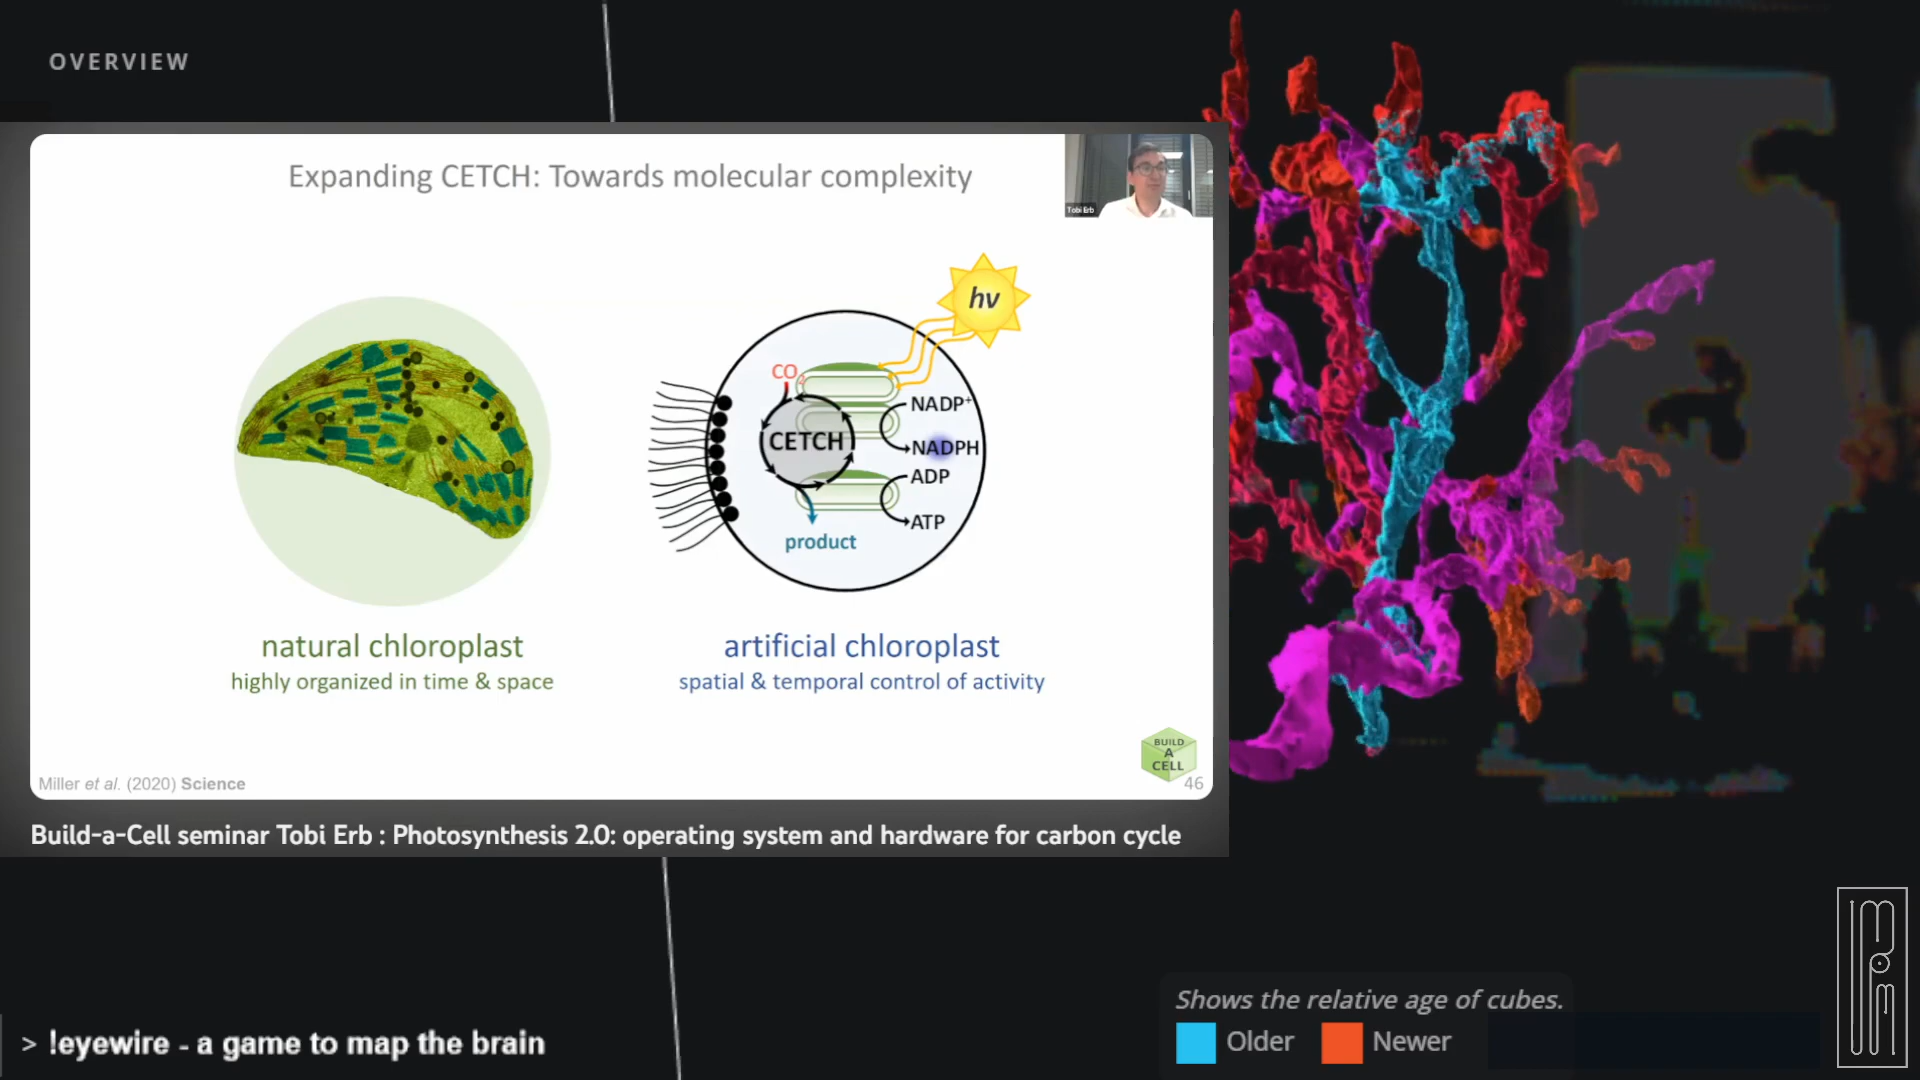 OVERVIEW
Expanding CETCH: Towards molecular complexity
Tobi Erb
hv
CO2
NADP+
CETCH
NADPH
ADP
ATP
product
natural chloroplast
highly organized in time & space
artificial chloroplast
spatial & temporal control of activity
BUILD
A
CELL
Miller et al. (2020) Science
46
Build-a-Cell seminar Tobi Erb : Photosynthesis 2.0: operating system and hardware for carbon cycle
Shows the relative age of cubes.
Older
Newer
> !eyewire - a game to map the brain